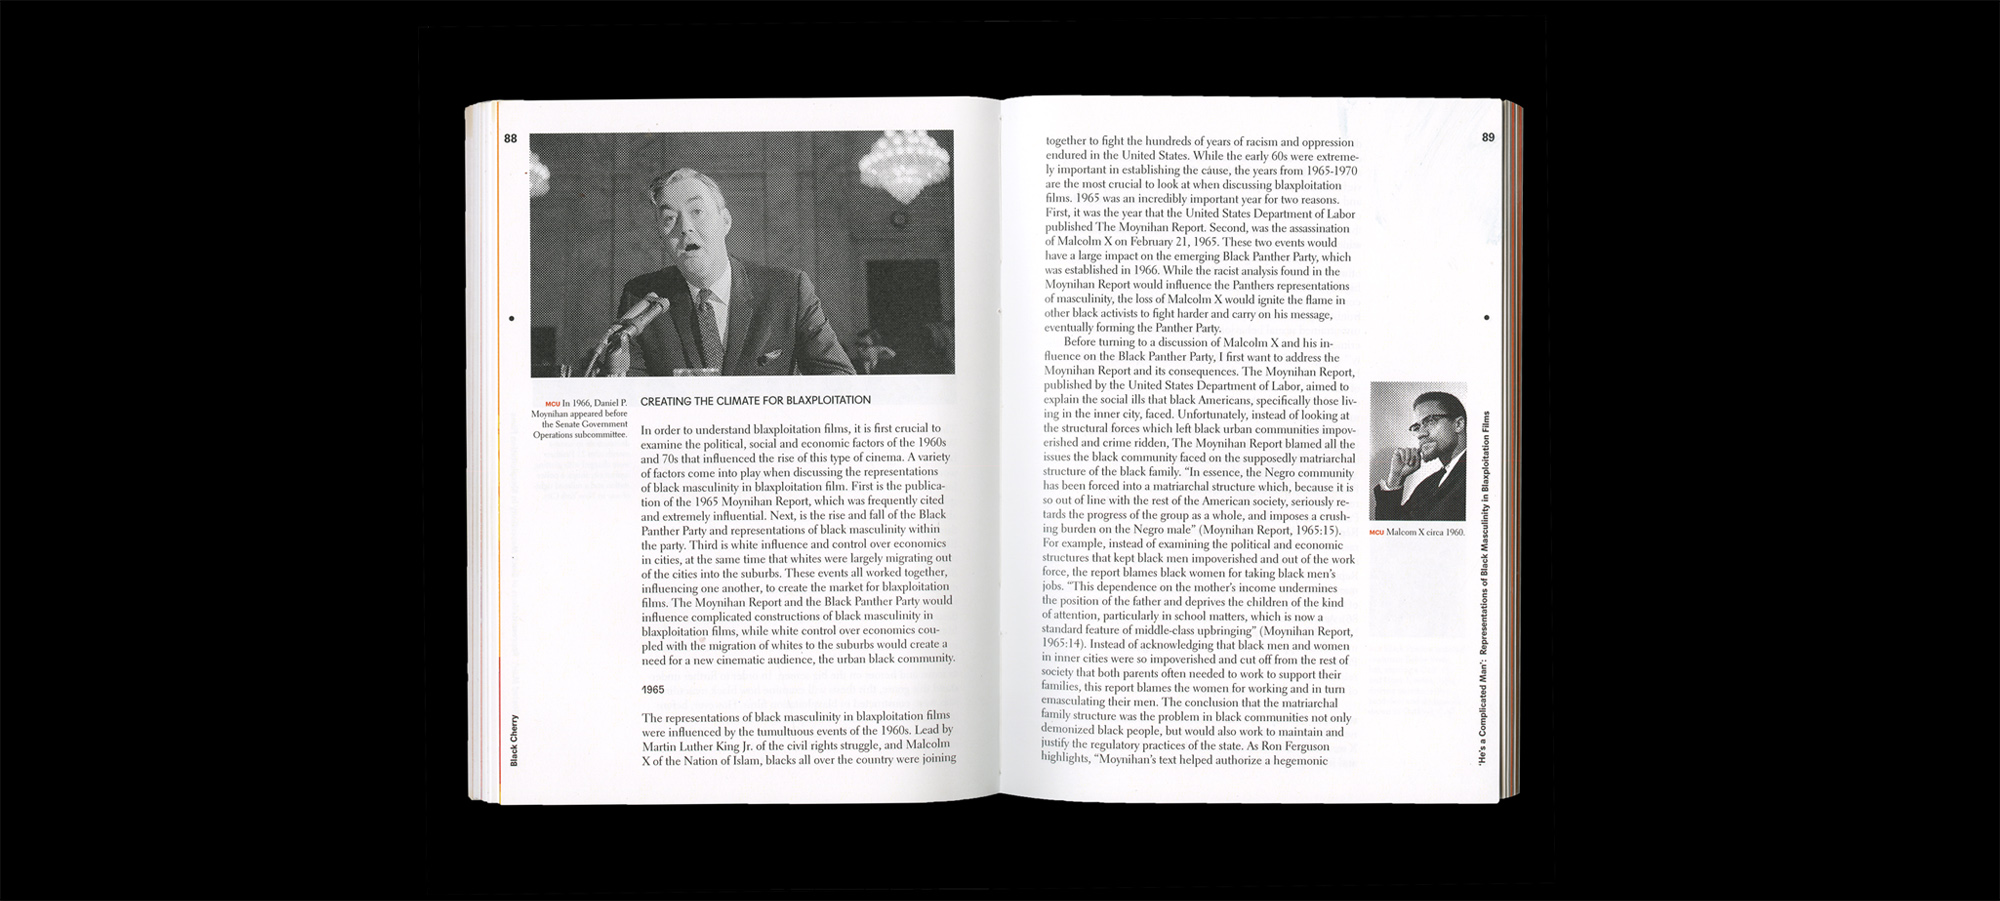 88
MCU In 1966, Daniel P.
Moynihan appeared before
the Senate Government
Operations subcommittee.
CREATING THE CLIMATE FOR BLAXPLOITATION
In order to understand blaxploitation films, it is first crucial to
examine the political, social and economic factors of the 1960s
and 70s that influenced the rise of this type of cinema. A variety
of factors come into play when discussing the representations
of black masculinity in blaxploitation film. First is the publica-
tion of the 1965 Moynihan Report, which was frequently cited
and extremely influential. Next, is the rise and fall of the Black
Panther Party and representations of black masculinity within
the party. Third is white influence and control over economics
in cities, at the same time that whites were largely migrating out
of the cities into the suburbs. These events all worked together,
influencing one another, to create the market for blaxploitation
films. The Moynihan Report and the Black Panther Party would
influence complicated constructions of black masculinity in
blaxploitation films, while white control over economics cou-
pled with the migration of whites to the suburbs would create a
need for a new cinematic audience, the urban black community.
1965
The representations of black masculinity in blaxploitation films
were influenced by the tumultuous events of the 1960s. Lead by
Martin Luther King Jr. of the civil rights struggle, and Malcolm
X of the Nation of Islam, blacks all over the country were joining
Black Cherry
89
together to fight the hundreds of years of racism and oppression
endured in the United States. While the early 60s were extreme-
ly important in establishing the cause, the years from 1965-1970
are the most crucial to look at when discussing blaxploitation
films. 1965 was an incredibly important year for two reasons.
First, it was the year that the United States Department of Labor
published The Moynihan Report. Second, was the assassination
of Malcolm X on February 21, 1965. These two events would
have a large impact on the emerging Black Panther Party, which
was established in 1966. While the racist analysis found in the
Moynihan Report would influence the Panthers representations
of masculinity, the loss of Malcolm X would ignite the flame in
other black activists to fight harder and carry on his message,
eventually forming the Panther Party.
Before turning to a discussion of Malcolm X and his in-
fluence on the Black Panther Party, I first want to address the
Moynihan Report and its consequences. The Moynihan Report,
published by the United States Department of Labor, aimed to
explain the social ills that black Americans, specifically those liv-
ing in the inner city, faced. Unfortunately, instead of looking at
the structural forces which left black urban communities impov-
erished and crime ridden, The Moynihan Report blamed all the
issues the black community faced on the supposedly matriarchal
structure of the black family. “In essence, the Negro community
has been forced into a matriarchal structure which, because it is
so out of line with the rest of the American society, seriously re-
tards the progress of the group as a whole, and imposes a crush-
ing burden on the Negro male” (Moynihan Report, 1965:15).
For example, instead of examining the political and economic
structures that kept black men impoverished and out of the work
force, the report blames black women for taking black men’s
jobs. “This dependence on the mother’s income undermines
the position of the father and deprives the children of the kind
of attention, particularly in school matters, which is now a
standard feature of middle-class upbringing” (Moynihan Report,
1965:14). Instead of acknowledging that black men and women
in inner cities were so impoverished and cut off from the rest of
society that both parents often needed to work to support their
families, this report blames the women for working and in turn
emasculating their men. The conclusion that the matriarchal
family structure was the problem in black communities not only
demonized black people, but would also work to maintain and
justify the regulatory practices of the state. As Ron Ferguson
highlights, “Moynihan’s text helped authorize a hegemonic
MCU Malcom X circa 1960.
‘He’s a Complicated Man’: Representations of Black Masculinity in Blaxploitation Films